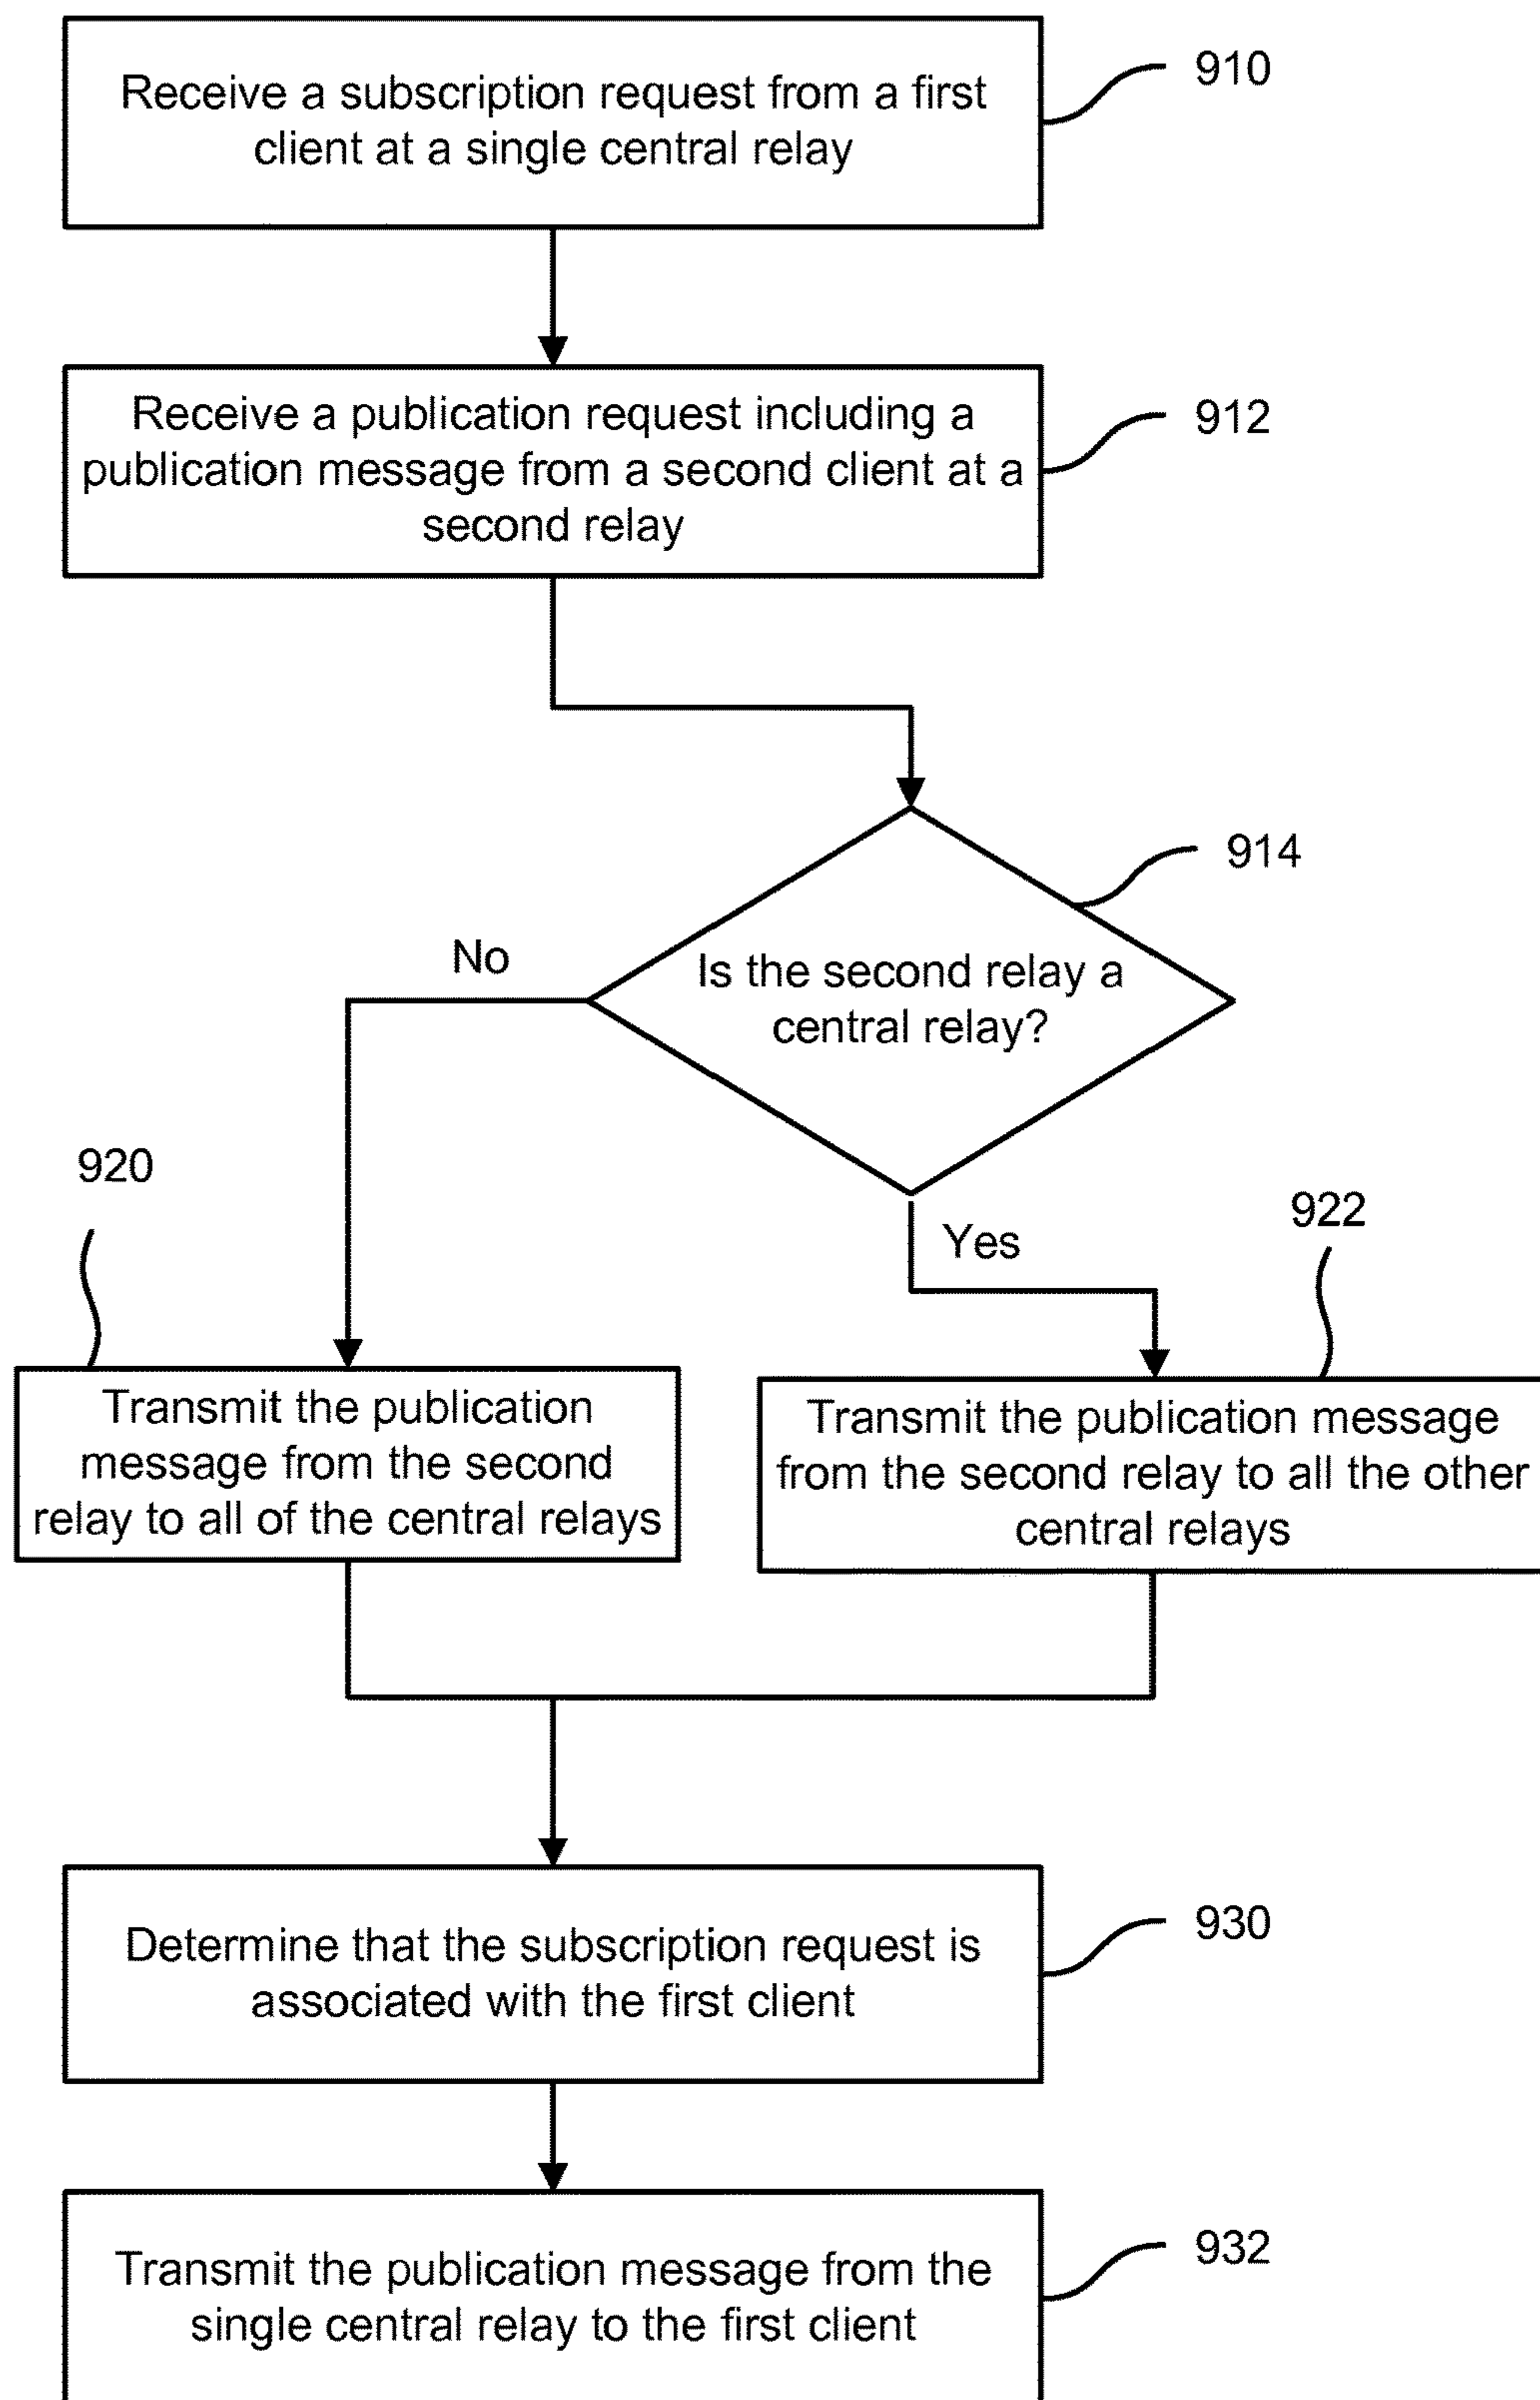 Receive a subscription request from a first
client at a single central relay
910
Receive a publication request including a
publication message from a second client at a
second relay
912
914
Is the second relay a
central relay?
No
Yes
920
922
Transmit the publication
message from the second
relay to all of the central relays
Transmit the publication message
from the second relay to all the other
central relays
Determine that the subscription request is
associated with the first client
930
Transmit the publication message from the
single central relay to the first client
932